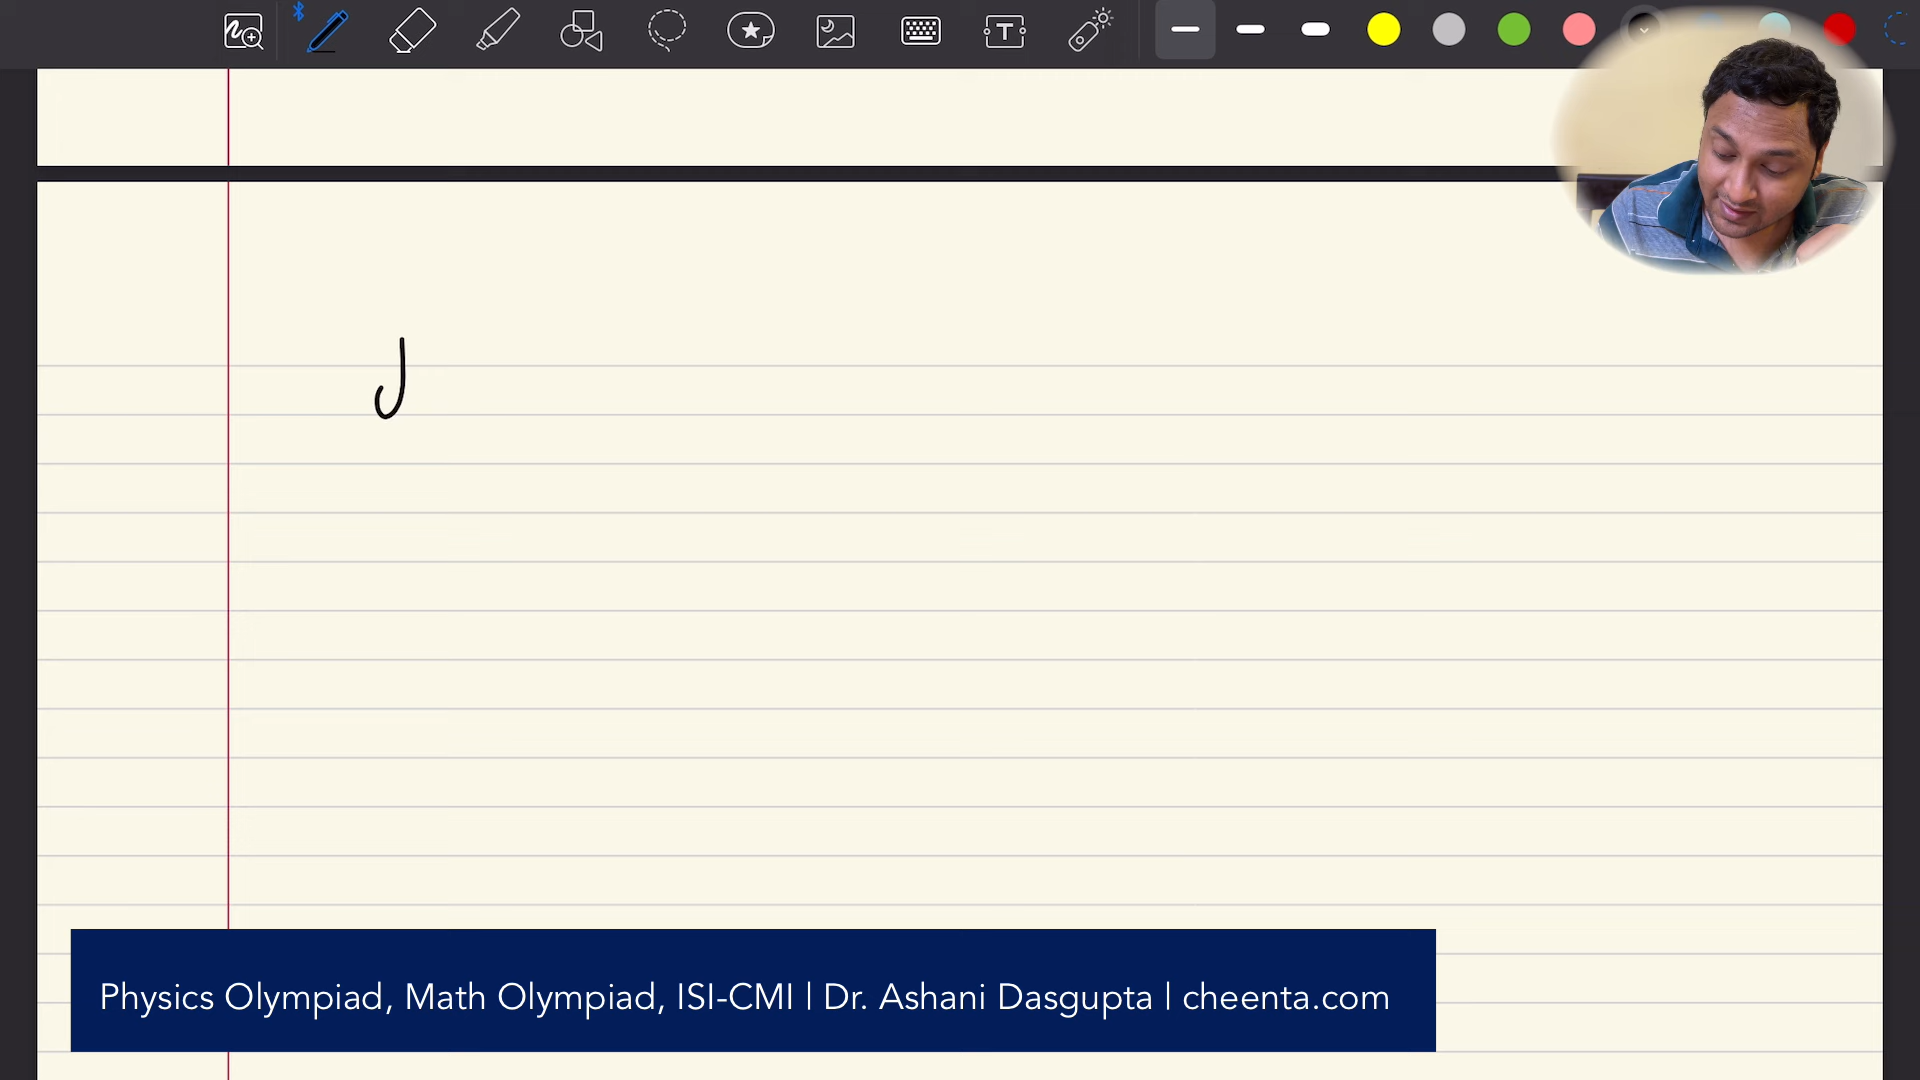 J
Physics Olympiad, Math Olympiad, ISI-CMI | Dr. Ashani Dasgupta | cheenta.com